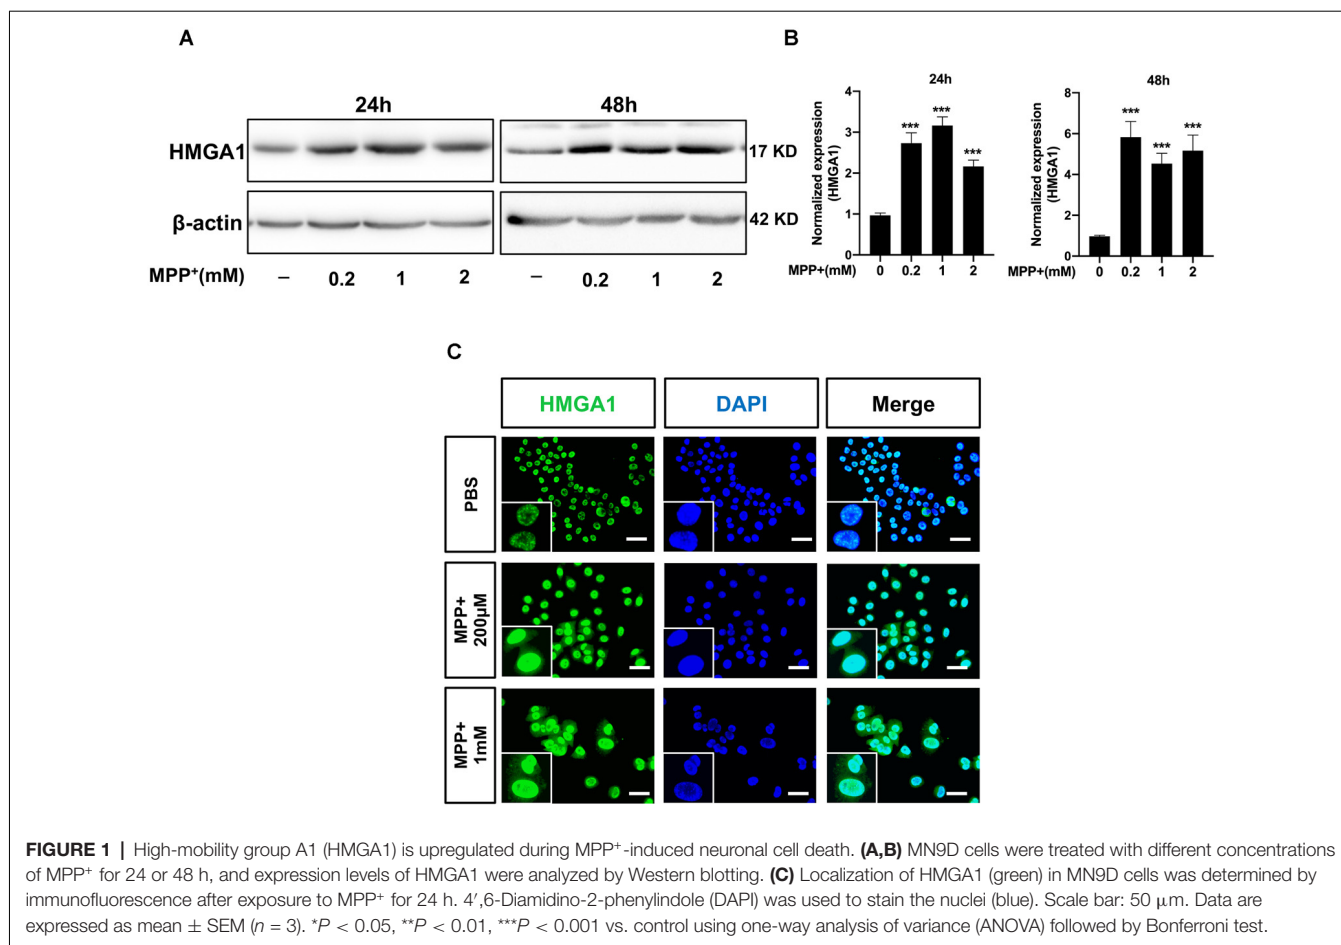 A
24h
48h
HMGA1
17 KD
β-actin
42 KD
MPP⁺(mM) – 0.2 1 2 – 0.2 1 2
B
24h
Normalized expression
(HMGA1)
4
3
2
1
0
***
***
***
MPP+(mM) 0 0.2 1 2
48h
Normalized expression
(HMGA1)
8
6
4
2
0
***
***
***
MPP+(mM) 0 0.2 1 2
C
HMGA1 DAPI Merge
PBS
MPP+
200μM
MPP+
1mM
FIGURE 1 | High-mobility group A1 (HMGA1) is upregulated during MPP⁺-induced neuronal cell death. (A,B) MN9D cells were treated with different concentrations
of MPP⁺ for 24 or 48 h, and expression levels of HMGA1 were analyzed by Western blotting. (C) Localization of HMGA1 (green) in MN9D cells was determined by
immunofluorescence after exposure to MPP⁺ for 24 h. 4′,6-Diamidino-2-phenylindole (DAPI) was used to stain the nuclei (blue). Scale bar: 50 μm. Data are
expressed as mean ± SEM (n = 3). *P < 0.05, **P < 0.01, ***P < 0.001 vs. control using one-way analysis of variance (ANOVA) followed by Bonferroni test.